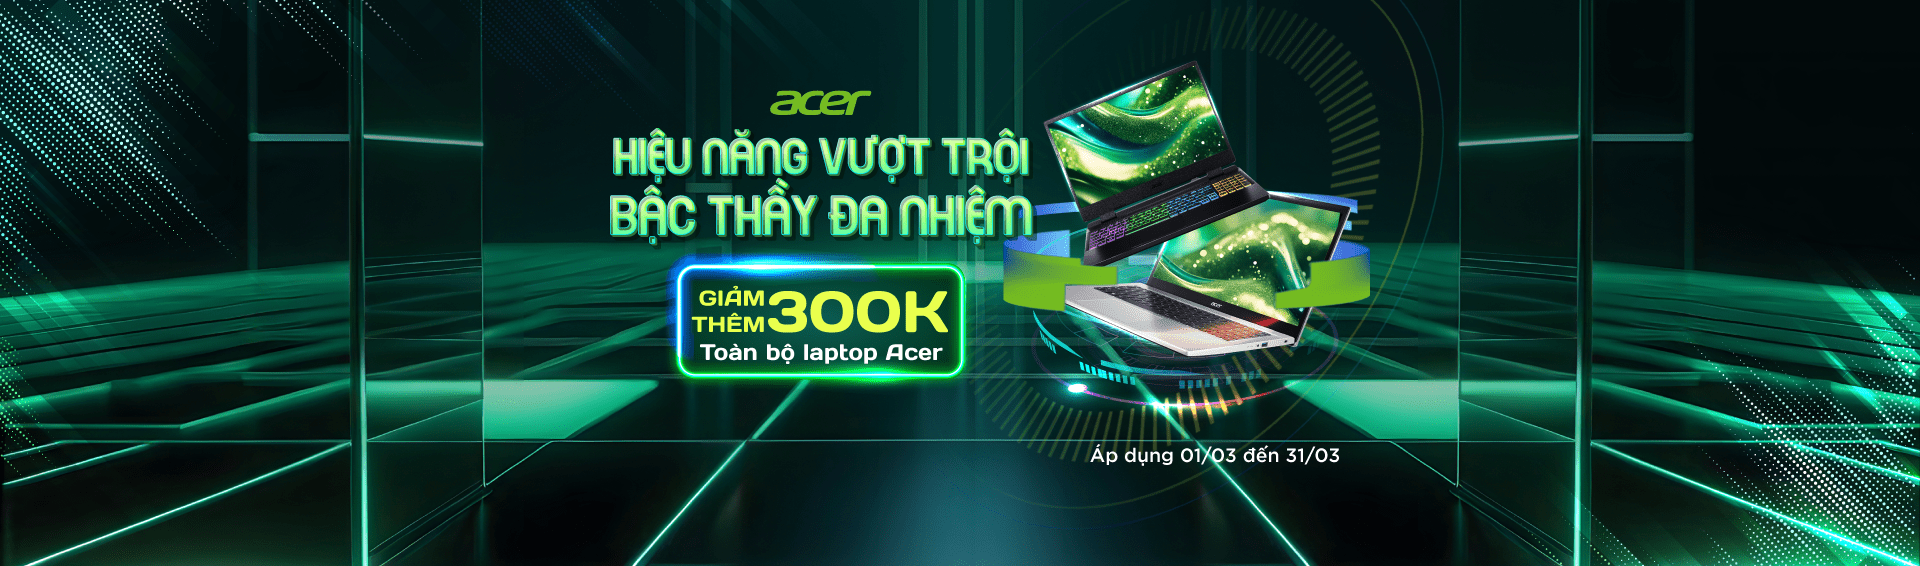 acer
HIỆU NĂNG VƯỢT TRỘI
BẬC THẦY ĐA NHIỆM
GIẢM THÊM 300K
Toàn bộ laptop Acer
acer
Áp dụng 01/03 đến 31/03